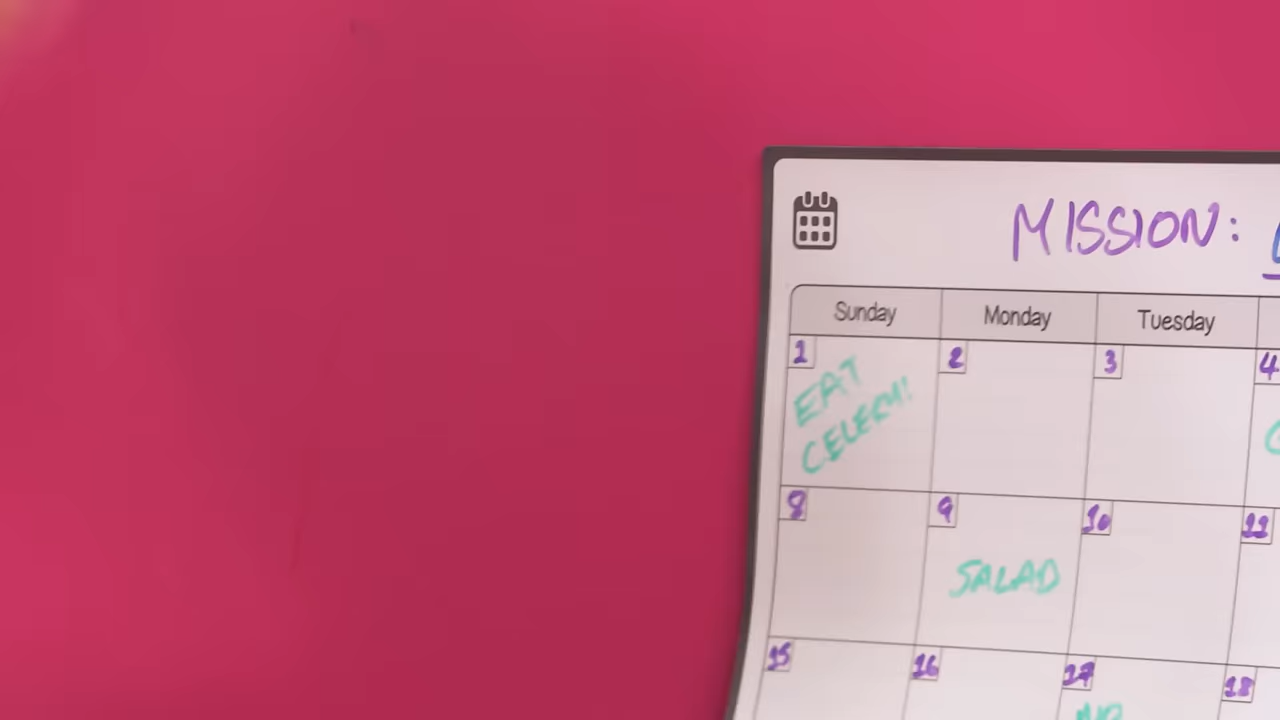 MISSION:
Sunday Monday Tuesday
1 2 3 4
EAT
CELERY!
8 9 10 11
SALAD
15 16 17 18